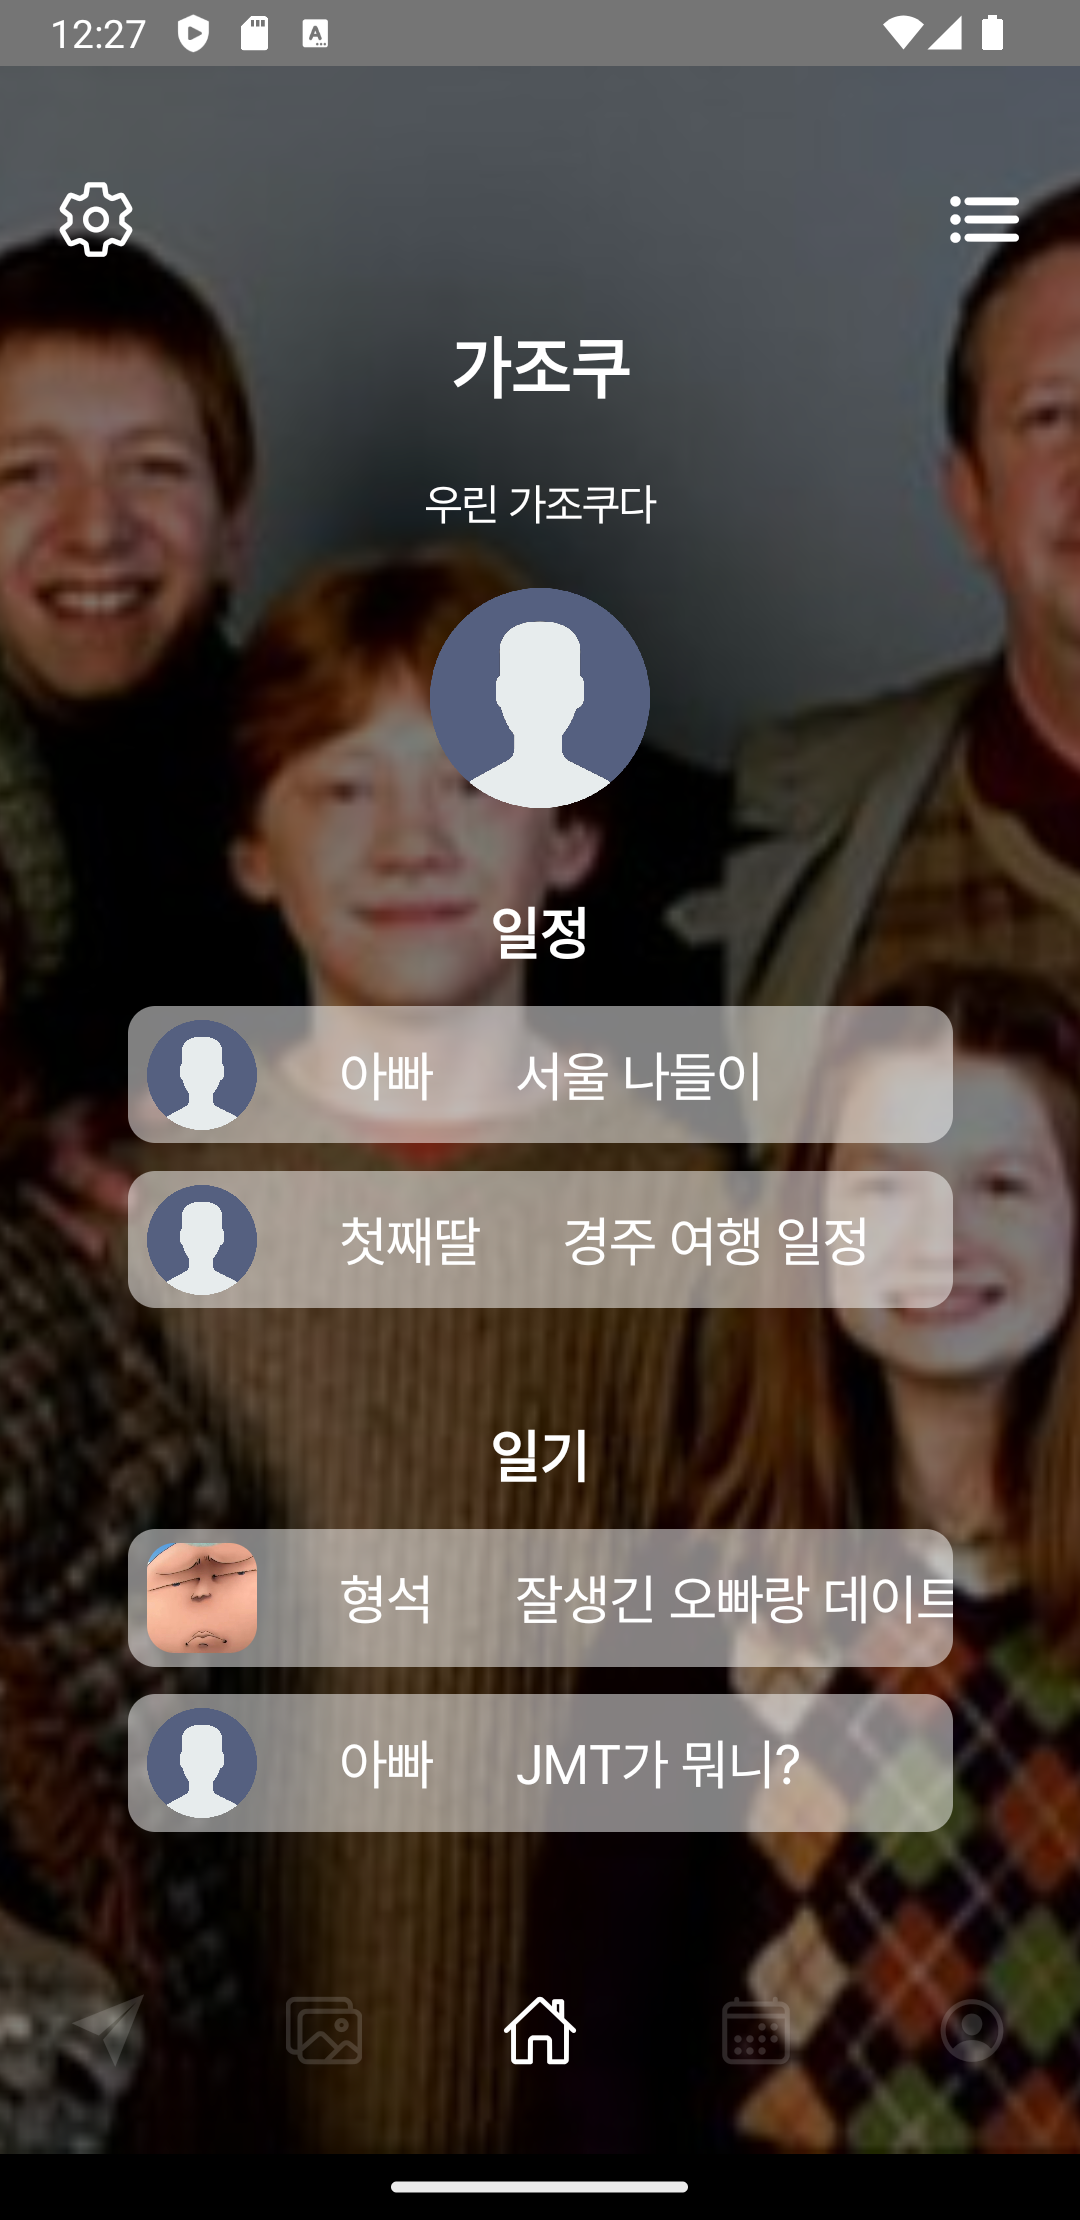 12:27
가조쿠
우린 가조쿠다
일정
아빠 서울 나들이
첫째딸 경주 여행 일정
일기
형석 잘생긴 오빠랑 데이트
아빠 JMT가 뭐니?